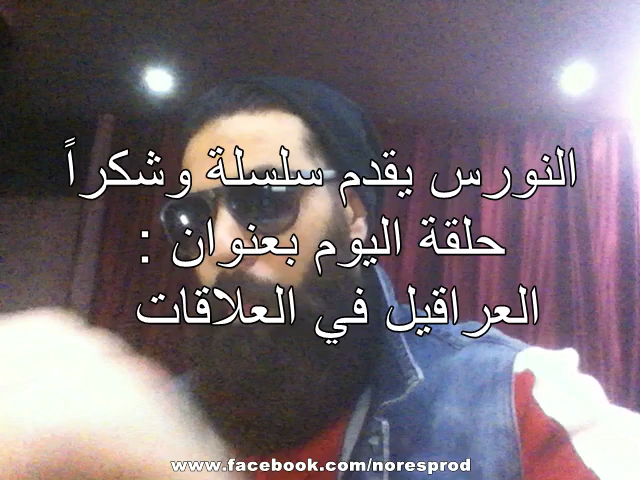 النورس يقدم سلسلة وشكراً
حلقة اليوم بعنوان :
العراقيل في العلاقات
www.facebook.com/noresprod